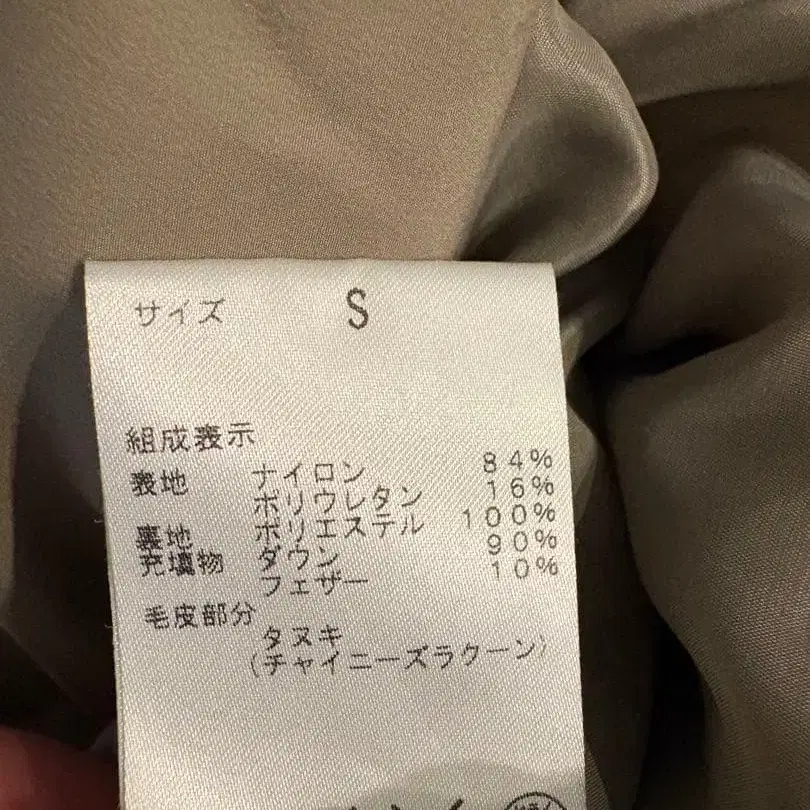 サイズ S
組成表示
表地 ナイロン 84%
ポリウレタン 16%
裏地 ポリエステル 100%
充填物 ダウン 90%
フェザー 10%
毛皮部分
タヌキ
(チャイニーズラクーン)